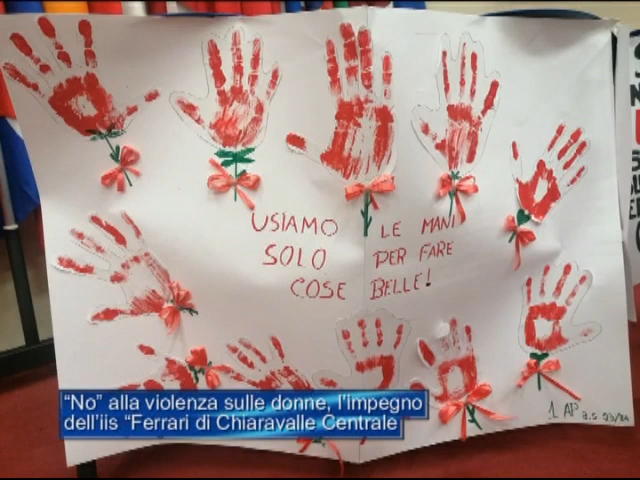 USIAMO LE MANI
SOLO PER FARE
COSE BELLE!
1 AP a.s 23/24
“No” alla violenza sulle donne, l'impegno
dell'iis “Ferrari di Chiaravalle Centrale